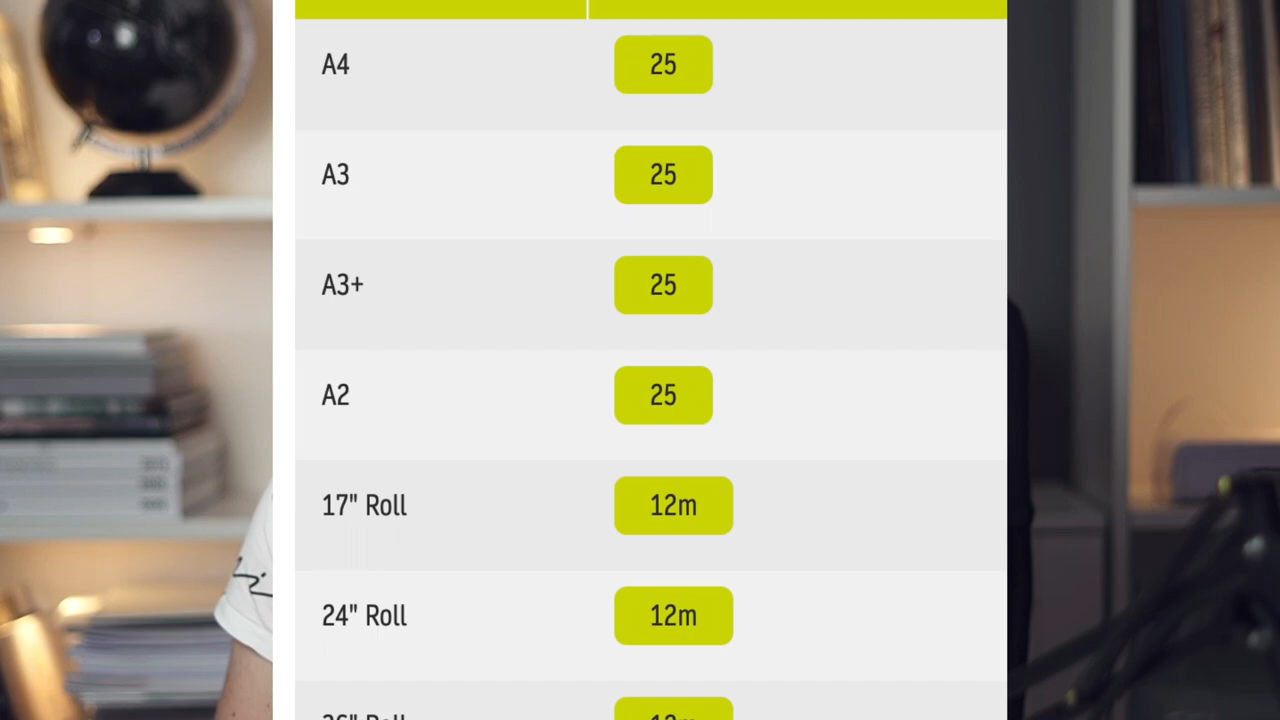 A4 25
A3 25
A3+ 25
A2 25
17" Roll 12m
24" Roll 12m